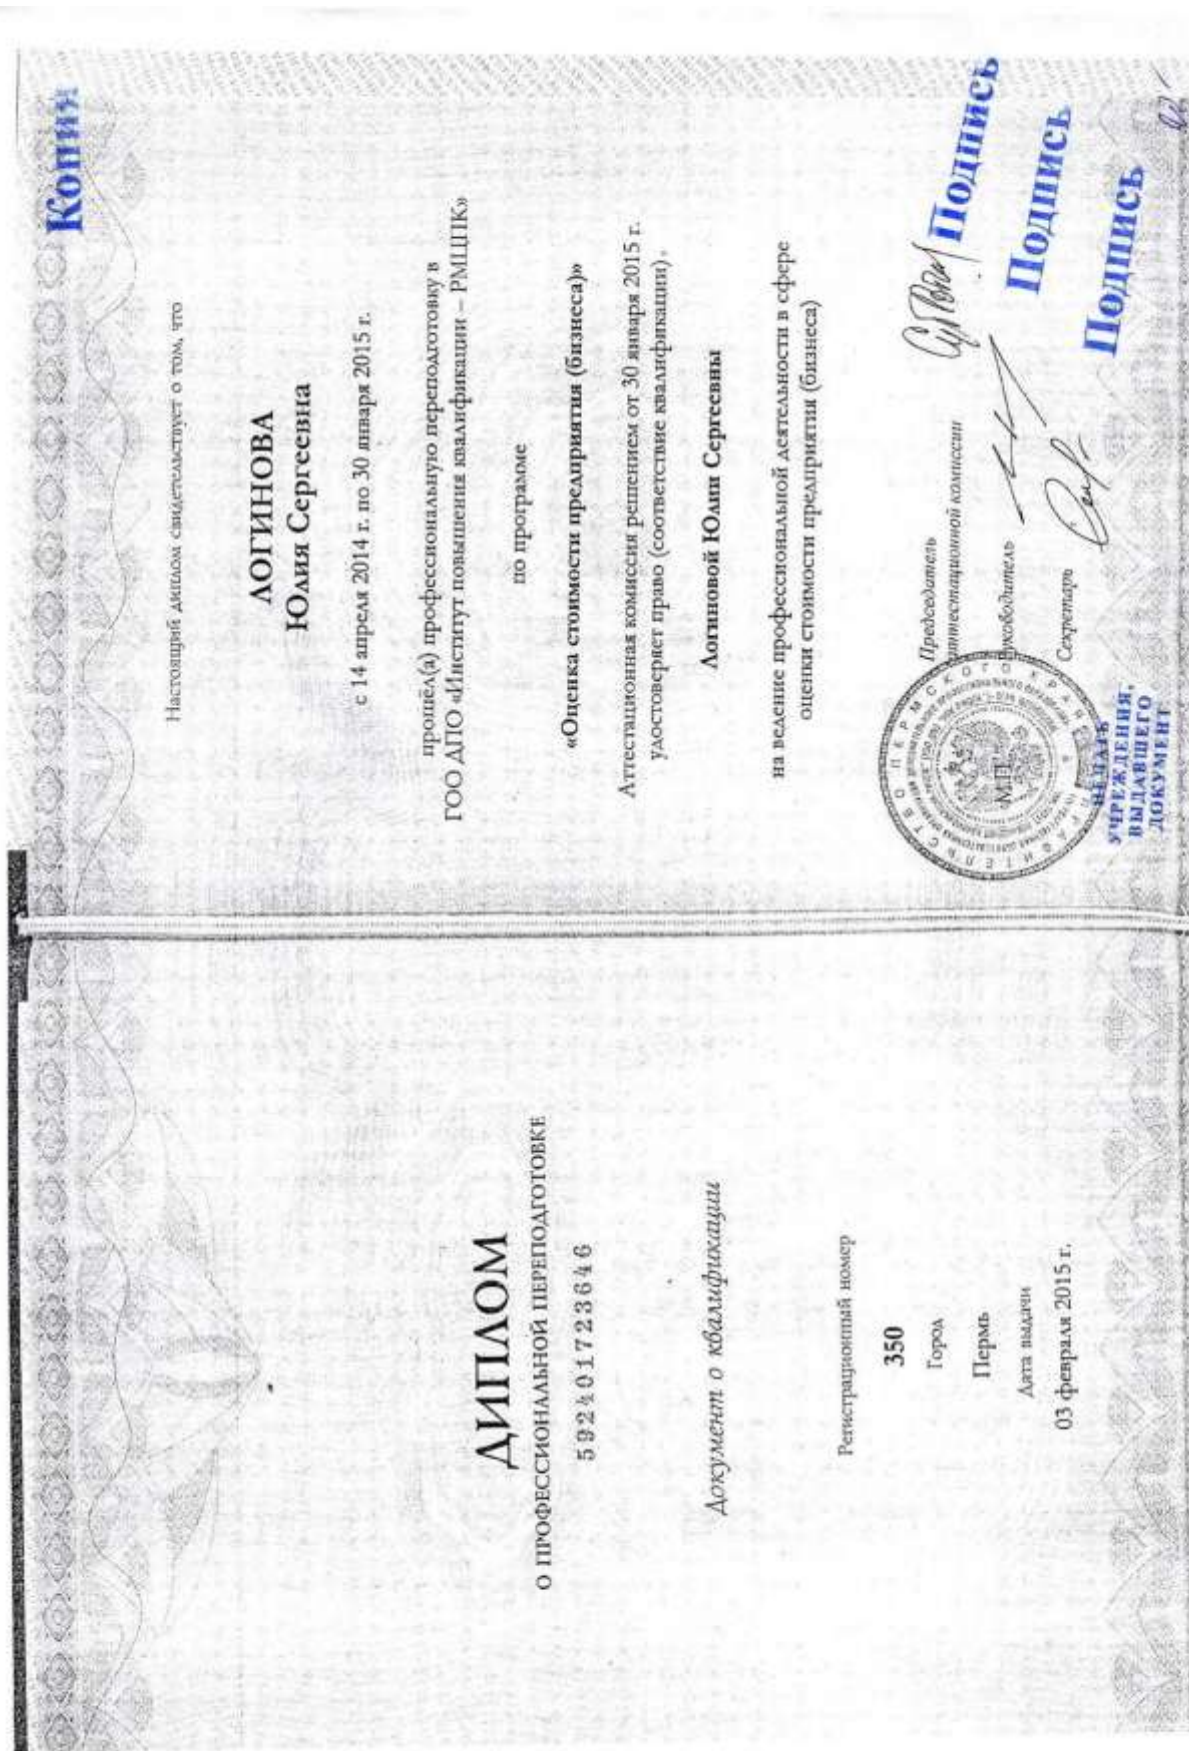 ДИПЛОМ
О ПРОФЕССИОНАЛЬНОЙ ПЕРЕПОДГОТОВКЕ
592401723646
Документ о квалификации
Регистрационный номер
350
Город
Пермь
Дата выдачи
03 февраля 2015 г.
Копия
Настоящий диплом свидетельствует о том, что
ЛОГИНОВА
Юлия Сергеевна
с 14 апреля 2014 г. по 30 января 2015 г.
прошёл(а) профессиональную переподготовку в
ГОО ДПО «Институт повышения квалификации – РМЦПК»
по программе
«Оценка стоимости предприятия (бизнеса)»
Аттестационная комиссия решением от 30 января 2015 г.
удостоверяет право (соответствие квалификации)
Логиновой Юлии Сергеевны
на ведение профессиональной деятельности в сфере
оценки стоимости предприятия (бизнеса)
Председатель
аттестационной комиссии
Подпись
Руководитель
Подпись
Секретарь
Подпись
М.П.
ПРАВИТЕЛЬСТВО ПЕРМСКОГО КРАЯ
ПЕЧАТЬ
УЧРЕЖДЕНИЯ,
ВЫДАВШЕГО
ДОКУМЕНТ